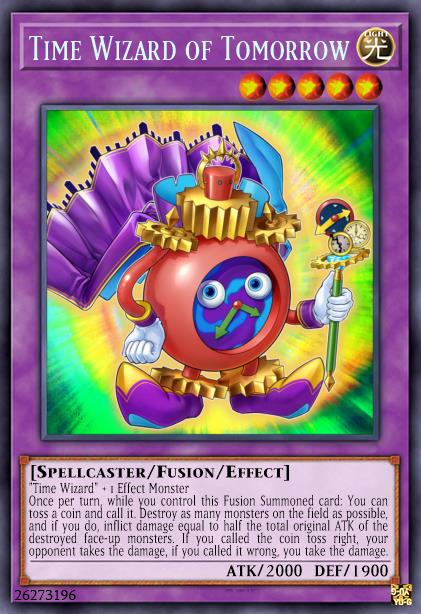 TIME WIZARD OF TOMORROW
LIGHT
光
[SPELLCASTER/FUSION/EFFECT]
"Time Wizard" + 1 Effect Monster
Once per turn, while you control this Fusion Summoned card: You can
toss a coin and call it. Destroy as many monsters on the field as possible,
and if you do, inflict damage equal to half the total original ATK of the
destroyed face-up monsters. If you called the coin toss right, your
opponent takes the damage, if you called it wrong, you take the damage.
ATK/2000 DEF/1900
26273196